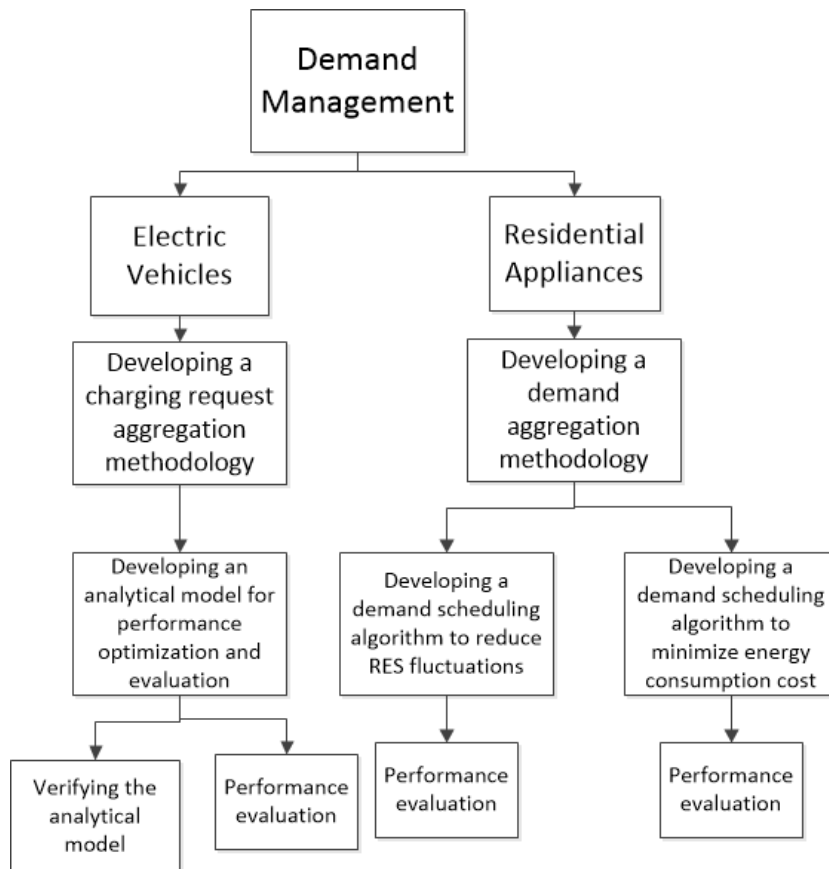 Demand
Management
Electric
Vehicles
Residential
Appliances
Developing a
charging request
aggregation
methodology
Developing a
demand
aggregation
methodology
Developing an
analytical model for
performance
optimization and
evaluation
Developing a
demand scheduling
algorithm to reduce
RES fluctuations
Developing a
demand scheduling
algorithm to
minimize energy
consumption cost
Verifying the
analytical
model
Performance
evaluation
Performance
evaluation
Performance
evaluation